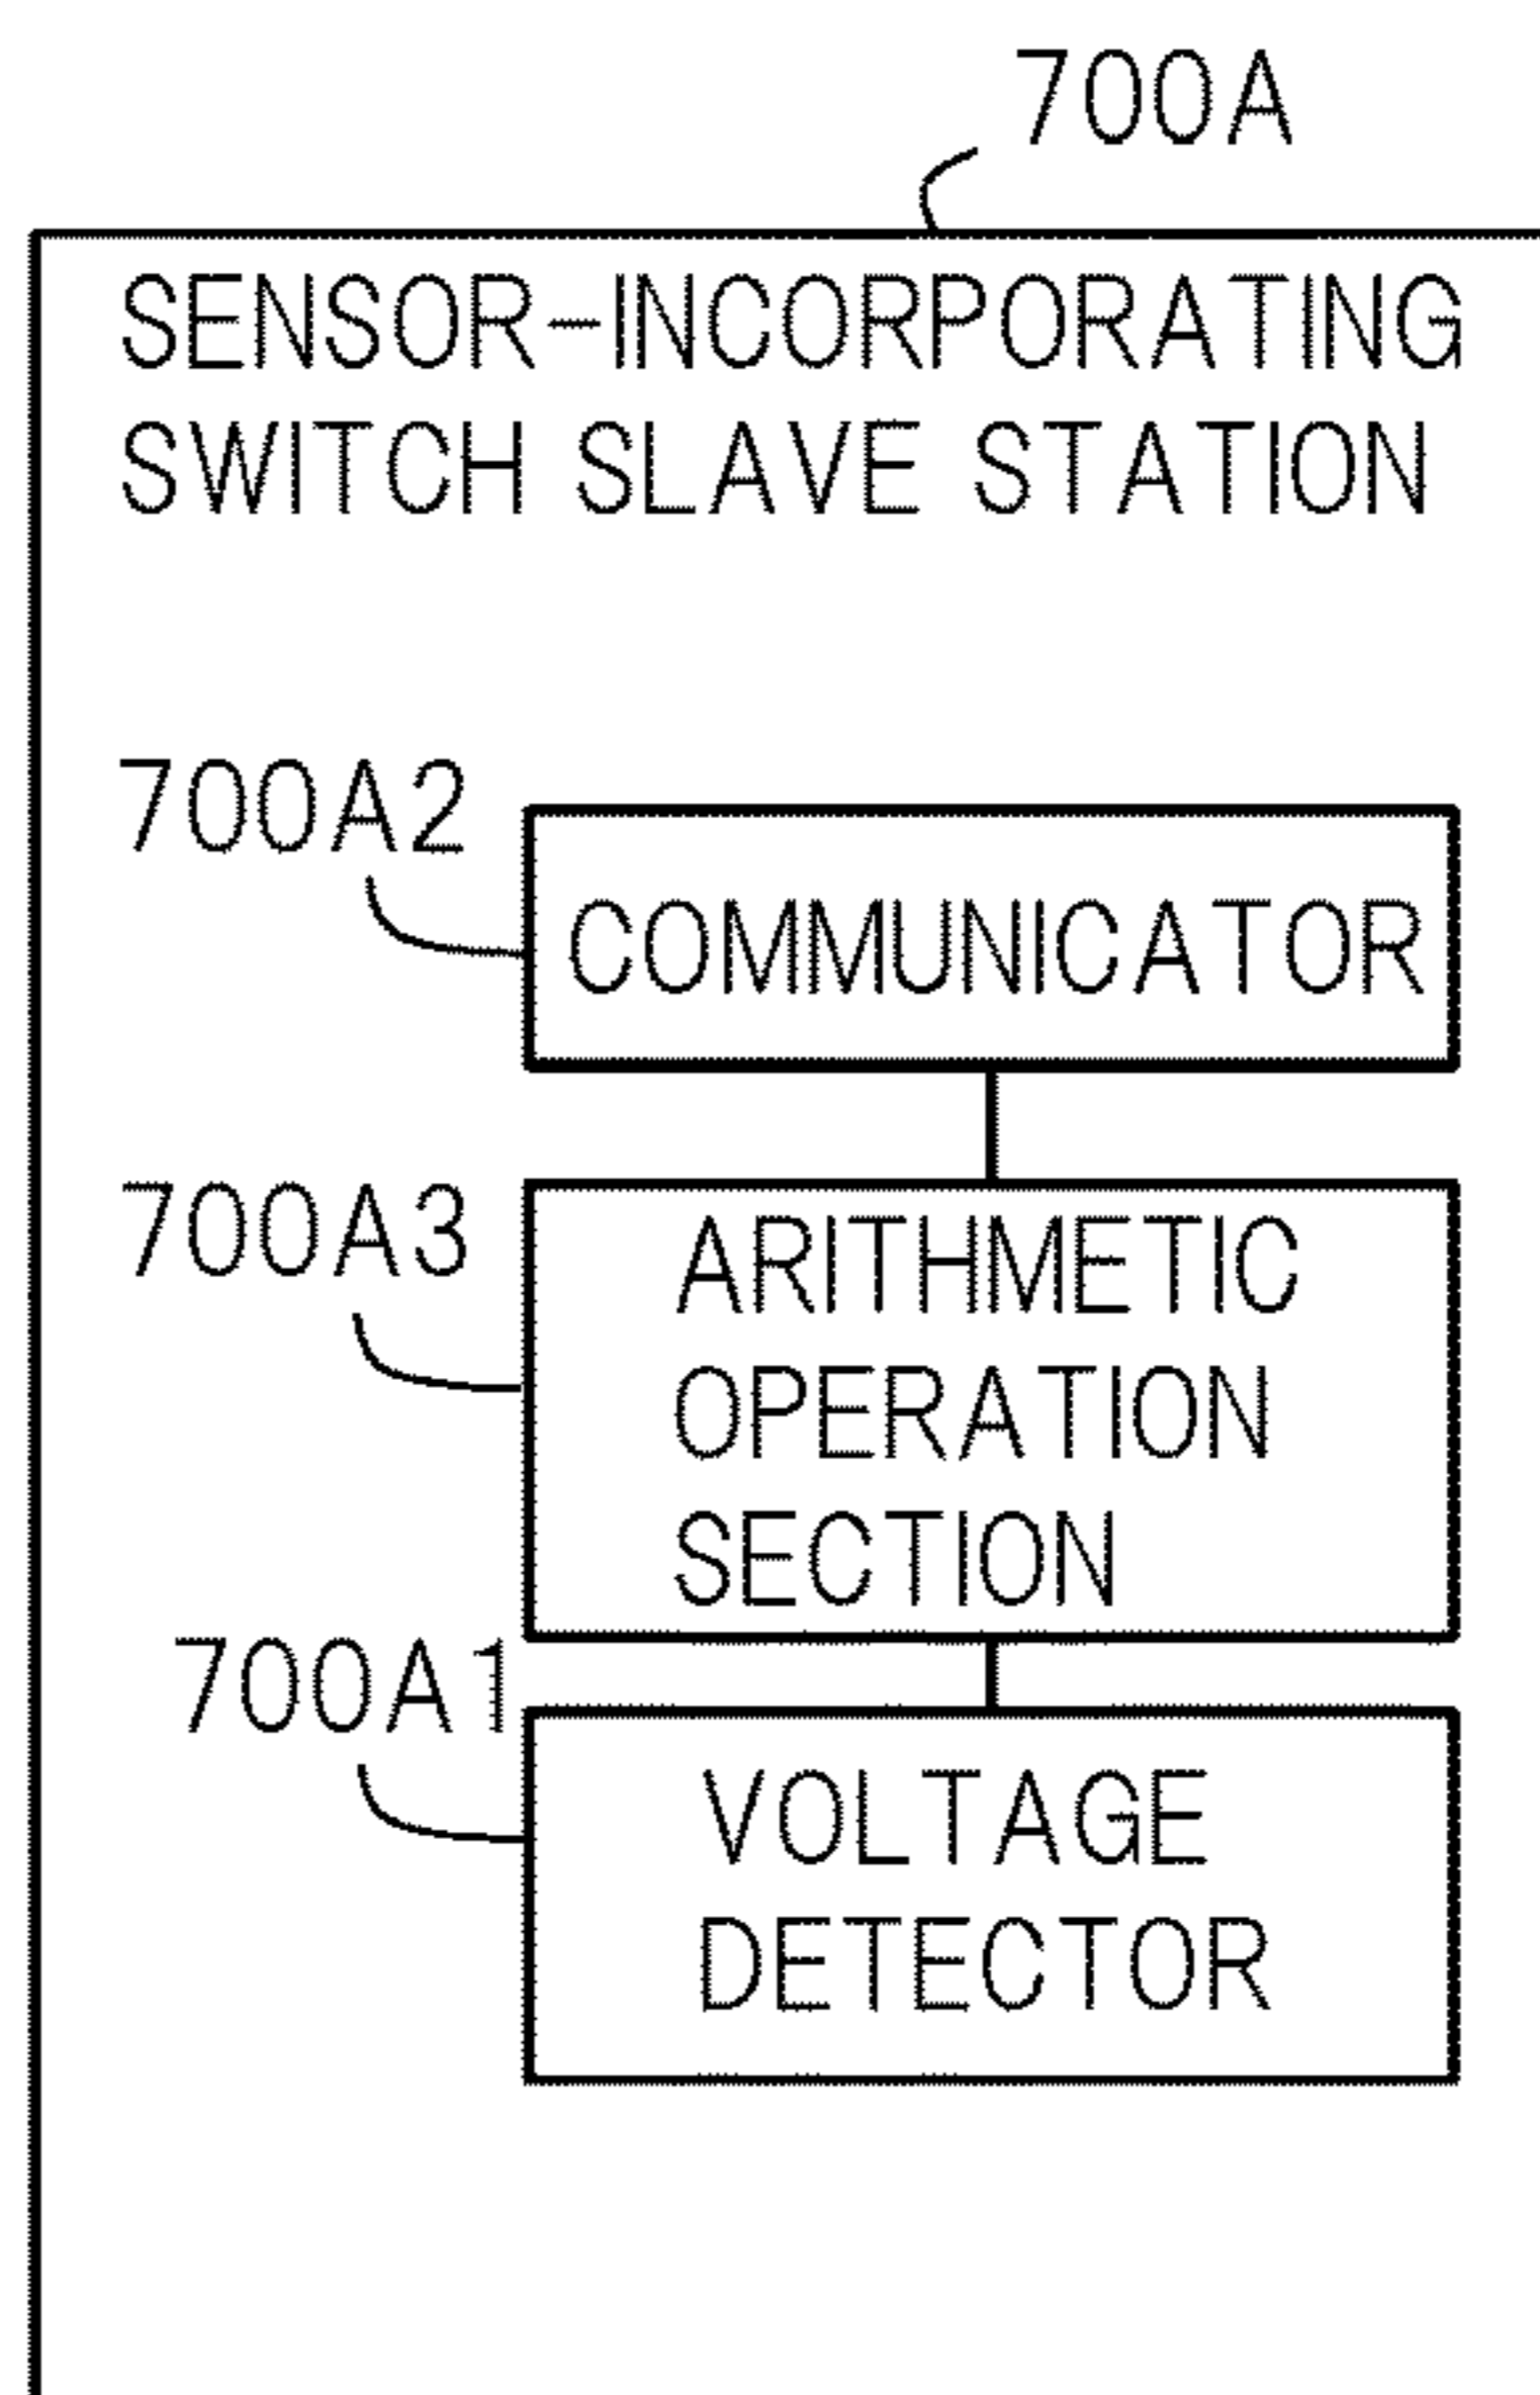 700A
SENSOR-INCORPORATING
SWITCH SLAVE STATION
700A2
COMMUNICATOR
700A3
ARITHMETIC
OPERATION
SECTION
700A1
VOLTAGE
DETECTOR